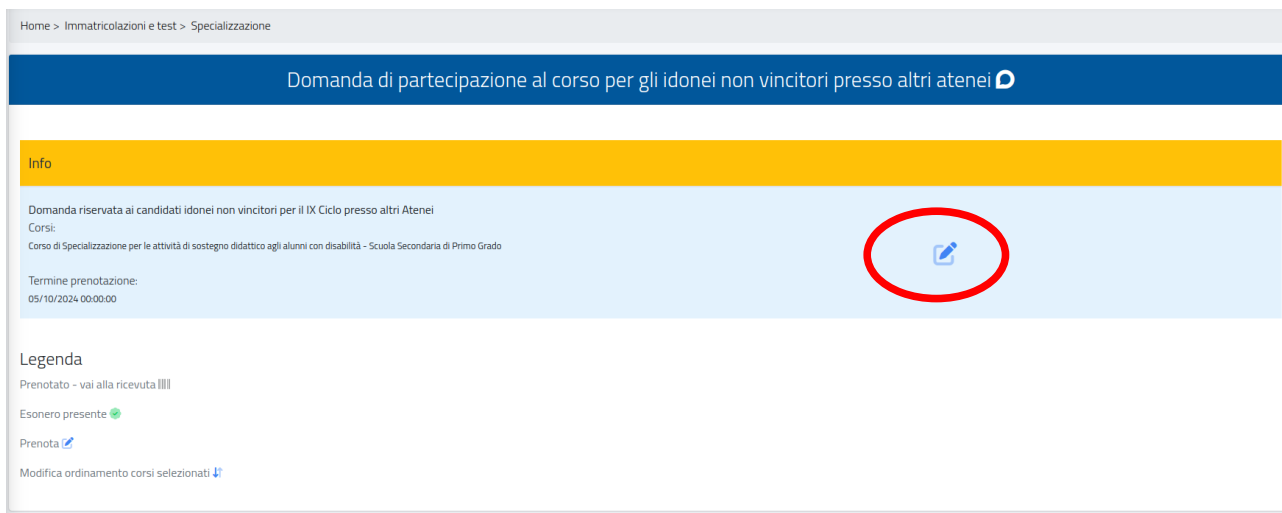 Home > Immatricolazioni e test > Specializzazione
Domanda di partecipazione al corso per gli idonei non vincitori presso altri atenei
Info
Domanda riservata ai candidati idonei non vincitori per il IX Ciclo presso altri Atenei
Corsi:
Corso di Specializzazione per le attività di sostegno didattico agli alunni con disabilità - Scuola Secondaria di Primo Grado
Termine prenotazione:
05/10/2024 00:00:00
Legenda
Prenotato - vai alla ricevuta
Esonero presente
Prenota
Modifica ordinamento corsi selezionati